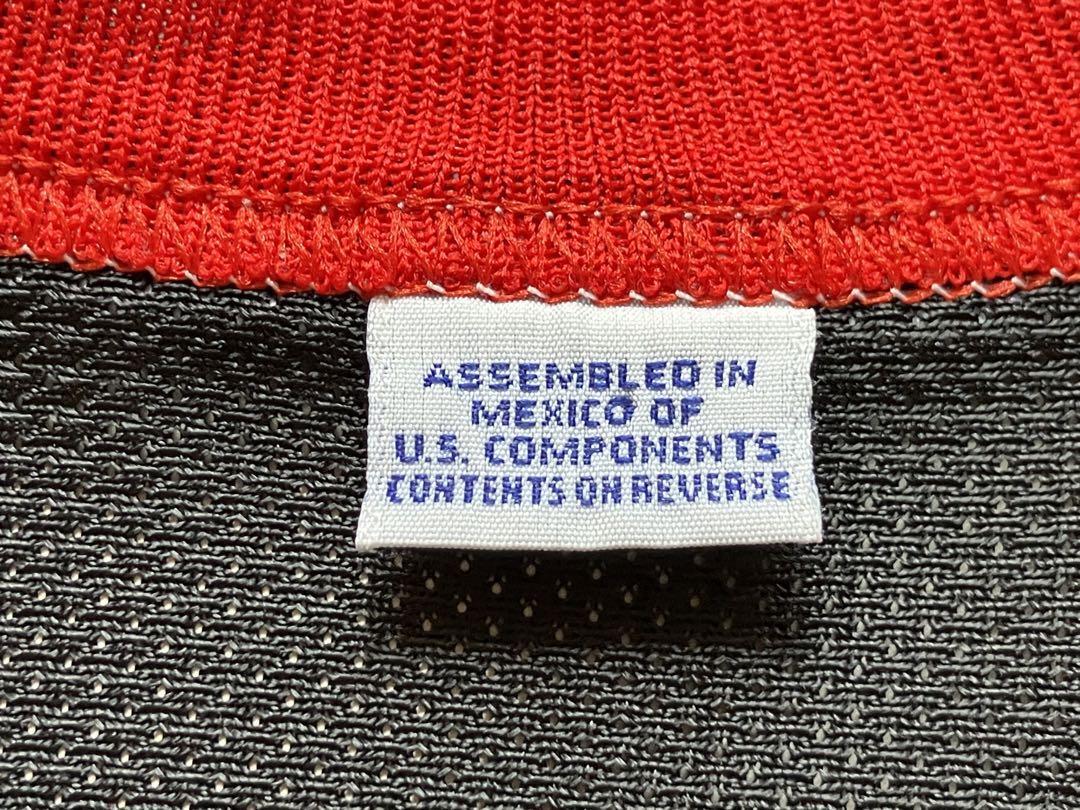 ASSEMBLED IN
MEXICO OF
U.S. COMPONENTS
CONTENTS ON REVERSE